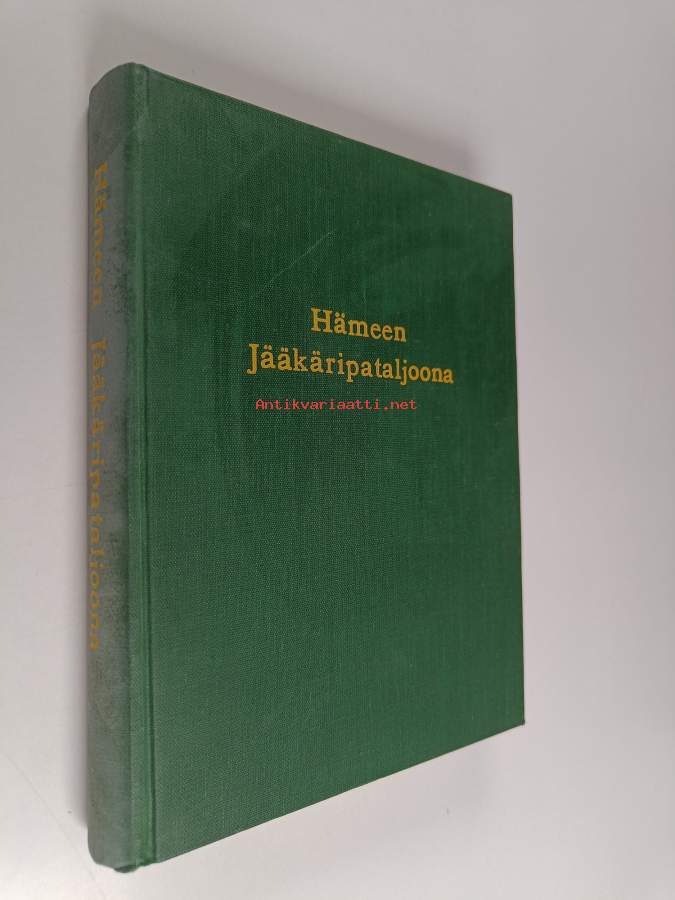 Hämeen Jääkäripataljoona
Hämeen
Jääkäripataljoona
Antikvariaatti.net